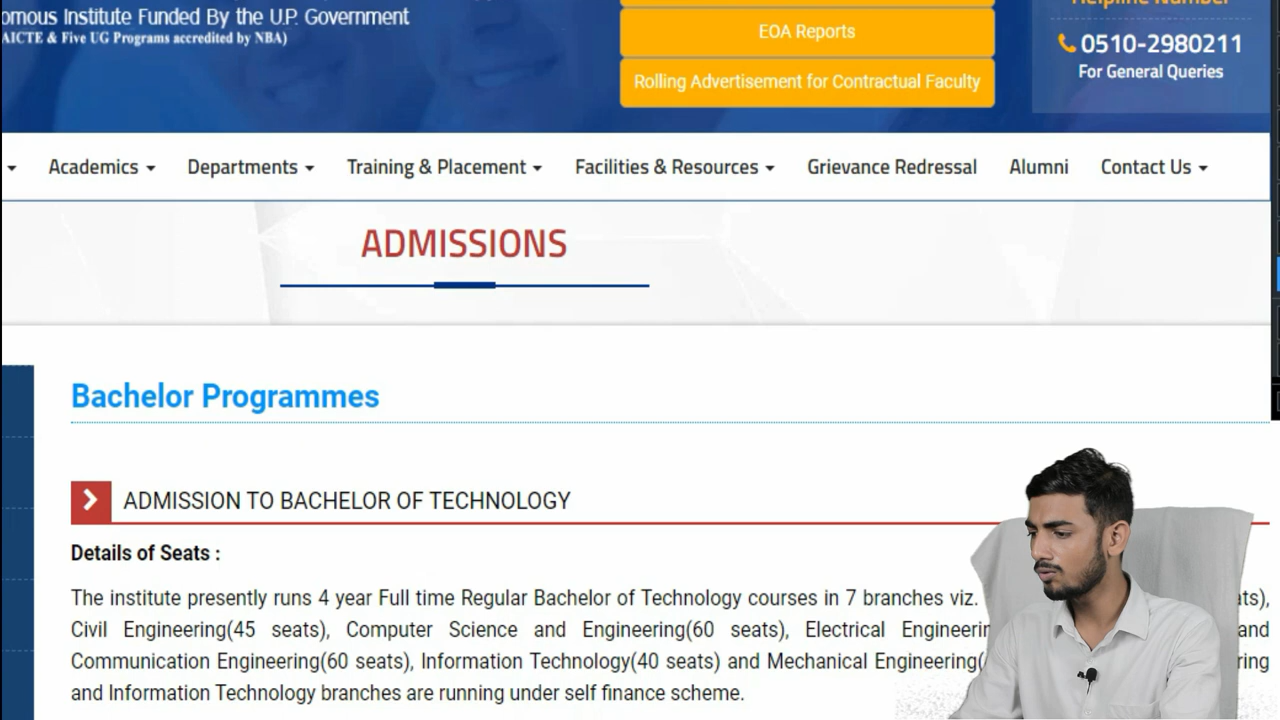 omous Institute Funded By the U.P. Government
AICTE & Five UG Programs accredited by NBA)
EOA Reports
Rolling Advertisement for Contractual Faculty
Helpline Number
0510-2980211
For General Queries
Academics
Departments
Training & Placement
Facilities & Resources
Grievance Redressal
Alumni
Contact Us
ADMISSIONS
Bachelor Programmes
ADMISSION TO BACHELOR OF TECHNOLOGY
Details of Seats :
The institute presently runs 4 year Full time Regular Bachelor of Technology courses in 7 branches viz. ats),
Civil Engineering(45 seats), Computer Science and Engineering(60 seats), Electrical Engineerin and
Communication Engineering(60 seats), Information Technology(40 seats) and Mechanical Engineering( ring
and Information Technology branches are running under self finance scheme.